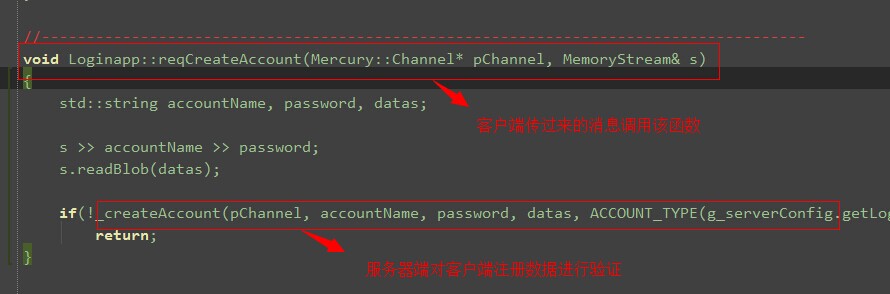 //-------------------------------------------------------------------------------------
void Loginapp::reqCreateAccount(Mercury::Channel* pChannel, MemoryStream& s)
{
std::string accountName, password, datas;
客户端传过来的消息调用该函数
s >> accountName >> password;
s.readBlob(datas);
if(!_createAccount(pChannel, accountName, password, datas, ACCOUNT_TYPE(g_serverConfig.getLog
return;
}
服务器端对客户端注册数据进行验证